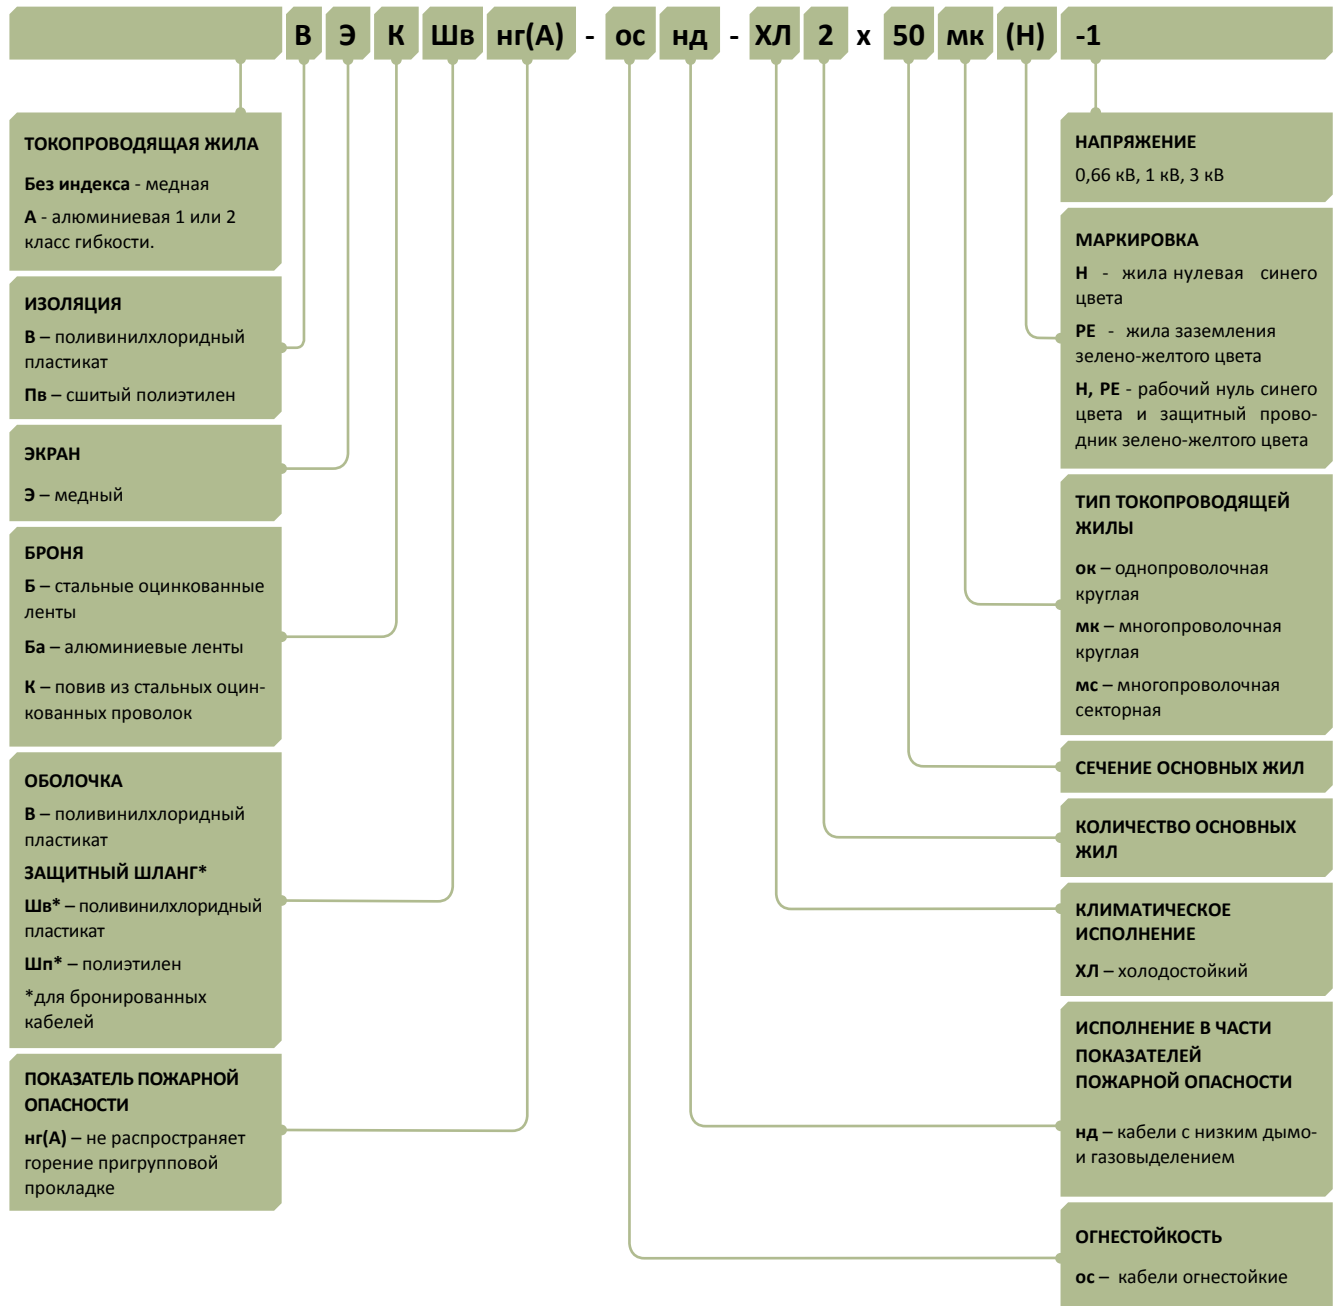 В Э К Шв нг(А) - ос нд - ХЛ 2 х 50 мк (Н) -1
ТОКОПРОВОДЯЩАЯ ЖИЛА
Без индекса - медная
А - алюминиевая 1 или 2
класс гибкости.
ИЗОЛЯЦИЯ
В – поливинилхлоридный
пластикат
Пв – сшитый полиэтилен
ЭКРАН
Э – медный
БРОНЯ
Б – стальные оцинкованные
ленты
Ба – алюминиевые ленты
К – повив из стальных оцин-
кованных проволок
ОБОЛОЧКА
В – поливинилхлоридный
пластикат
ЗАЩИТНЫЙ ШЛАНГ*
Шв* – поливинилхлоридный
пластикат
Шп* – полиэтилен
*для бронированных
кабелей
ПОКАЗАТЕЛЬ ПОЖАРНОЙ
ОПАСНОСТИ
нг(А) – не распространяет
горение пригрупповой
прокладке
НАПРЯЖЕНИЕ
0,66 кВ, 1 кВ, 3 кВ
МАРКИРОВКА
Н - жила нулевая синего
цвета
РЕ - жила заземления
зелено-желтого цвета
Н, РЕ - рабочий нуль синего
цвета и защитный прово-
дник зелено-желтого цвета
ТИП ТОКОПРОВОДЯЩЕЙ
ЖИЛЫ
ок – однопроволочная
круглая
мк – многопроволочная
круглая
мс – многопроволочная
секторная
СЕЧЕНИЕ ОСНОВНЫХ ЖИЛ
КОЛИЧЕСТВО ОСНОВНЫХ
ЖИЛ
КЛИМАТИЧЕСКОЕ
ИСПОЛНЕНИЕ
ХЛ – холодостойкий
ИСПОЛНЕНИЕ В ЧАСТИ
ПОКАЗАТЕЛЕЙ
ПОЖАРНОЙ ОПАСНОСТИ
нд – кабели с низким дымо-
и газовыделением
ОГНЕСТОЙКОСТЬ
ос – кабели огнестойкие